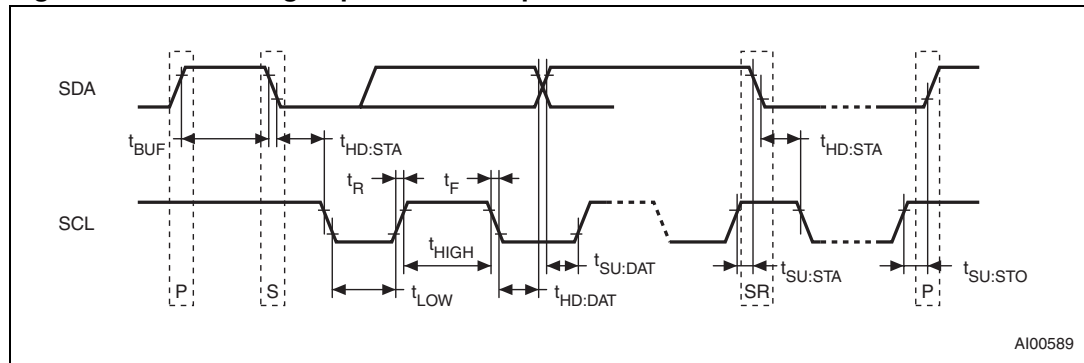 SDA
tBUF
tHD:STA
tHD:STA
tR
tF
SCL
tHIGH
tSU:DAT
tSU:STA
tSU:STO
P
S
tLOW
tHD:DAT
SR
P
AI00589